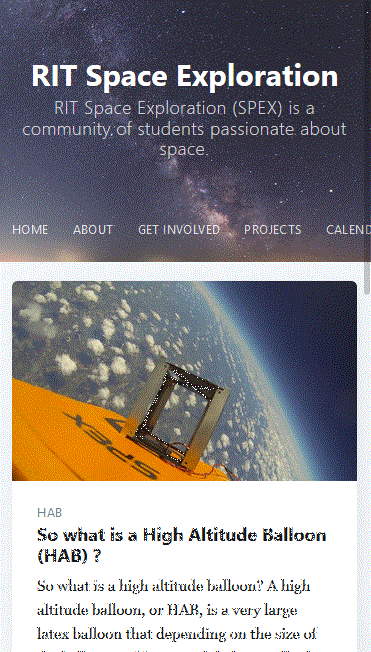 RIT Space Exploration
RIT Space Exploration (SPEX) is a
community of students passionate about
space.
HOME ABOUT GET INVOLVED PROJECTS CALEND
SPEX
HAB
So what is a High Altitude Balloon
(HAB) ?
So what is a high altitude balloon? A high
altitude balloon, or HAB, is a very large
latex balloon that depending on the size of